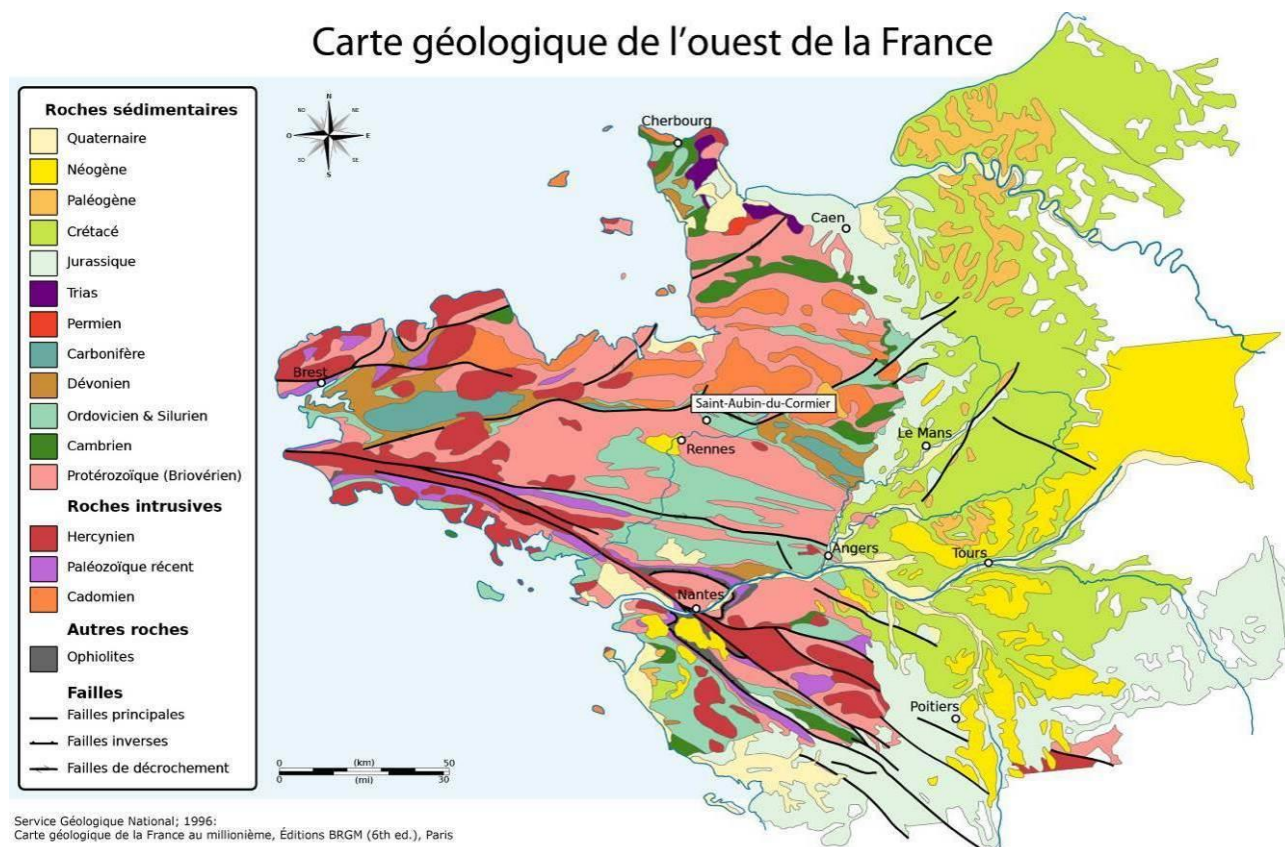 Carte géologique de l'ouest de la France
Roches sédimentaires
Quaternaire
Néogène
Paléogène
Crétacé
Jurassique
Trias
Permien
Carbonifère
Dévonien
Ordovicien & Silurien
Cambrien
Protérozoïque (Briovérien)
Roches intrusives
Hercynien
Paléozoïque récent
Cadomien
Autres roches
Ophiolites
Failles
Failles principales
Failles inverses
Failles de décrochement
N
NO
NE
O
E
SO
SE
S
Cherbourg
Caen
Brest
Saint-Aubin-du-Cormier
Rennes
Le Mans
Angers
Tours
Nantes
Poitiers
0 (km) 50
0 (mi) 30
Service Géologique National; 1996:
Carte géologique de la France au millionième, Éditions BRGM (6th ed.), Paris